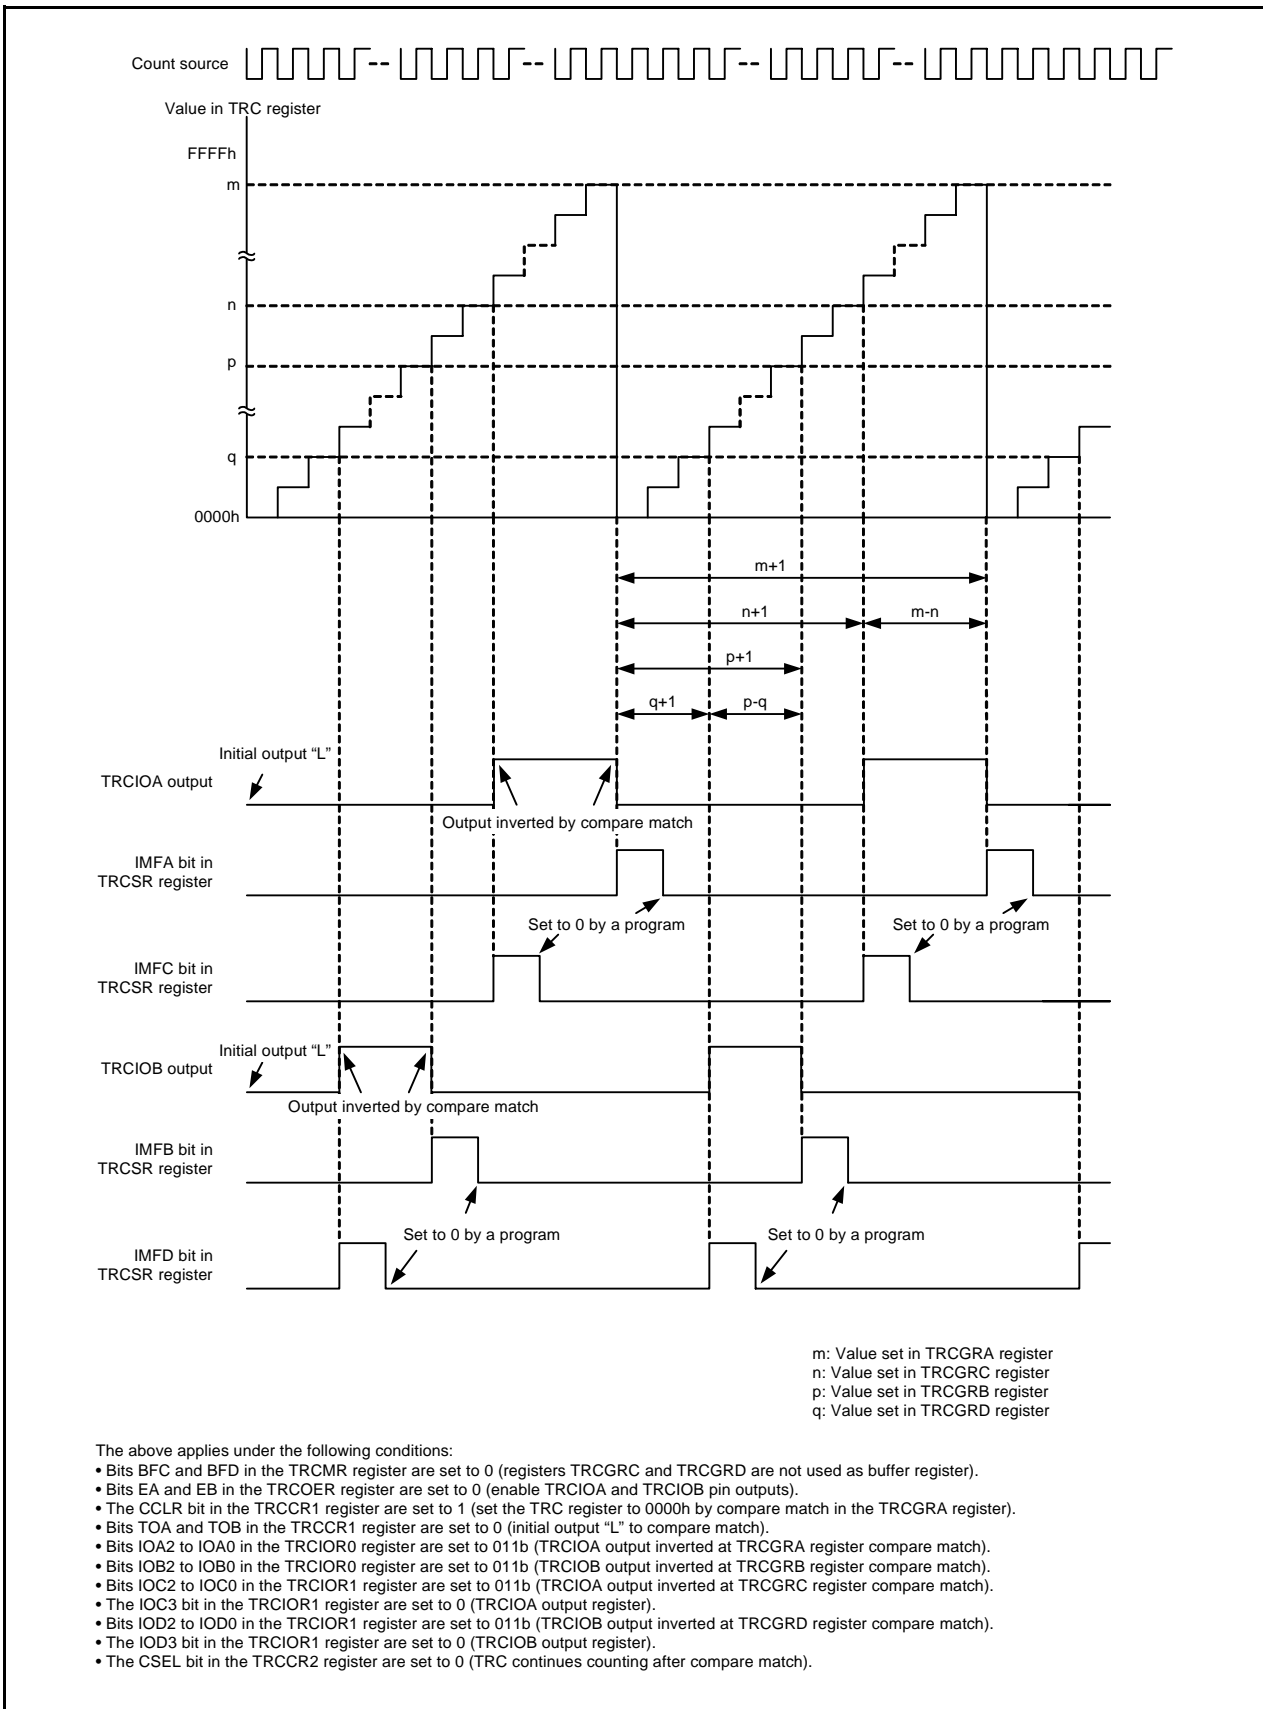 Count source
Value in TRC register
FFFFh
m
n
p
q
0000h
m+1
n+1
m-n
p+1
q+1
p-q
Initial output “L”
TRCIOA output
Output inverted by compare match
IMFA bit in
TRCSR register
Set to 0 by a program
Set to 0 by a program
IMFC bit in
TRCSR register
Initial output “L”
TRCIOB output
Output inverted by compare match
IMFB bit in
TRCSR register
Set to 0 by a program
Set to 0 by a program
IMFD bit in
TRCSR register
m: Value set in TRCGRA register
n: Value set in TRCGRC register
p: Value set in TRCGRB register
q: Value set in TRCGRD register
The above applies under the following conditions:
• Bits BFC and BFD in the TRCMR register are set to 0 (registers TRCGRC and TRCGRD are not used as buffer register).
• Bits EA and EB in the TRCOER register are set to 0 (enable TRCIOA and TRCIOB pin outputs).
• The CCLR bit in the TRCCR1 register are set to 1 (set the TRC register to 0000h by compare match in the TRCGRA register).
• Bits TOA and TOB in the TRCCR1 register are set to 0 (initial output “L” to compare match).
• Bits IOA2 to IOA0 in the TRCIOR0 register are set to 011b (TRCIOA output inverted at TRCGRA register compare match).
• Bits IOB2 to IOB0 in the TRCIOR0 register are set to 011b (TRCIOB output inverted at TRCGRB register compare match).
• Bits IOC2 to IOC0 in the TRCIOR1 register are set to 011b (TRCIOA output inverted at TRCGRC register compare match).
• The IOC3 bit in the TRCIOR1 register are set to 0 (TRCIOA output register).
• Bits IOD2 to IOD0 in the TRCIOR1 register are set to 011b (TRCIOB output inverted at TRCGRD register compare match).
• The IOD3 bit in the TRCIOR1 register are set to 0 (TRCIOB output register).
• The CSEL bit in the TRCCR2 register are set to 0 (TRC continues counting after compare match).